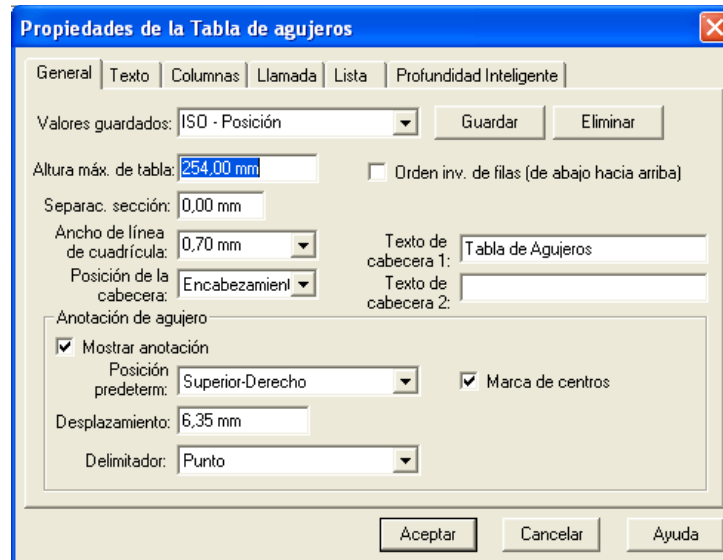 Propiedades de la Tabla de agujeros
General Texto Columnas Llamada Lista Profundidad Inteligente
Valores guardados: ISO - Posición Guardar Eliminar
Altura máx. de tabla: 254,00 mm Orden inv. de filas (de abajo hacia arriba)
Separac. sección: 0,00 mm
Ancho de línea
de cuadrícula: 0,70 mm
Texto de
cabecera 1: Tabla de Agujeros
Posición de la
cabecera: Encabezamient
Texto de
cabecera 2:
Anotación de agujero
Mostrar anotación
Posición
predeterm: Superior-Derecho Marca de centros
Desplazamiento: 6,35 mm
Delimitador: Punto
Aceptar Cancelar Ayuda